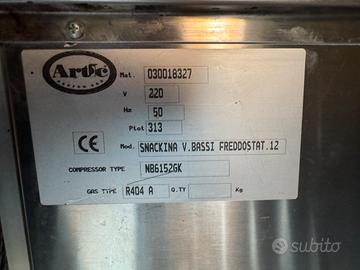 Artic
Mat. 030018327
V 220
Hz 50
Ptot 313
CE Mod. SNACKINA V.BASSI FREDDOSTAT.12
COMPRESSOR TYPE NB6152GK
GAS TYPE R404 A Q.TY Kg
subito